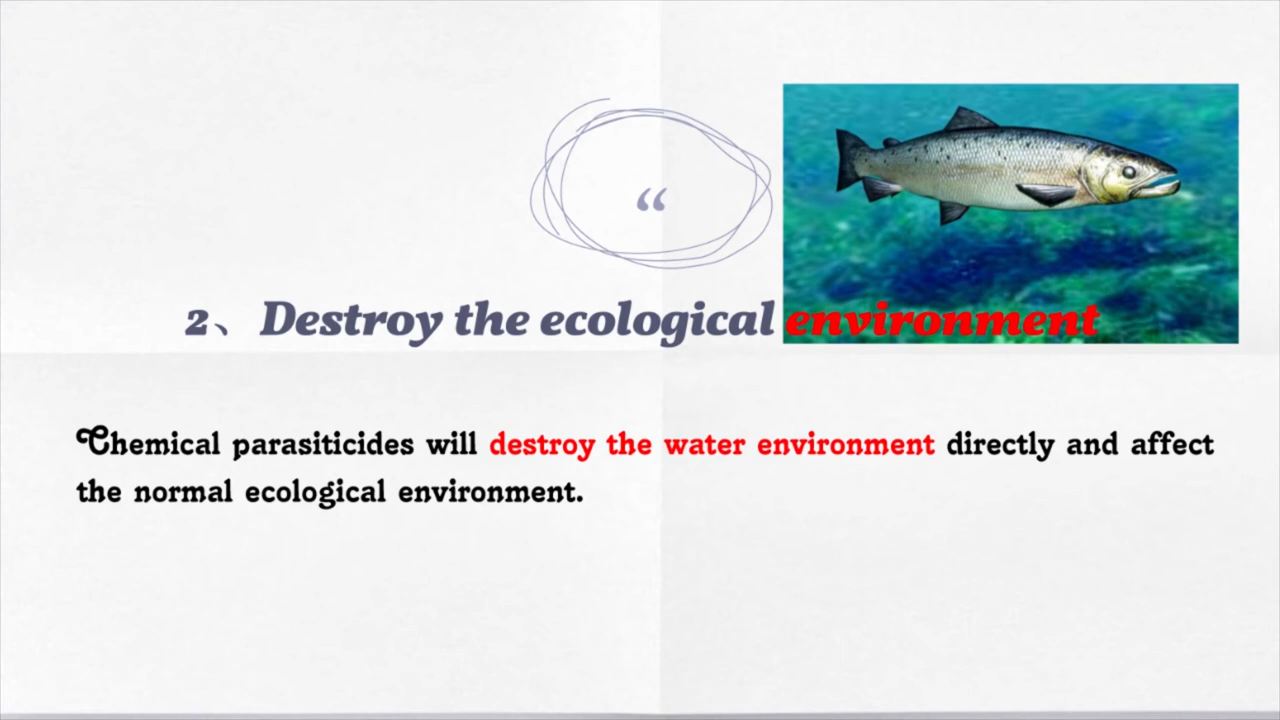 “
2、Destroy the ecological environment
Chemical parasiticides will destroy the water environment directly and affect
the normal ecological environment.